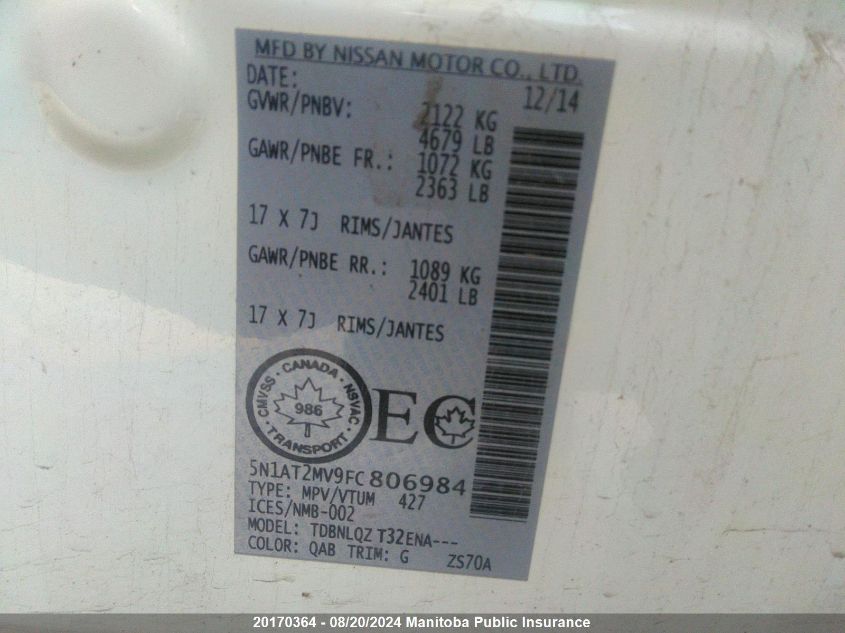 MFD BY NISSAN MOTOR CO., LTD.
DATE: 12/14
GVWR/PNBV: 2122 KG
4679 LB
GAWR/PNBE FR.: 1072 KG
2363 LB
17 X 7J RIMS/JANTES
GAWR/PNBE RR.: 1089 KG
2401 LB
17 X 7J RIMS/JANTES
CMVSS · CANADA · NSVAC · TRANSPORT ·
986
EC
5N1AT2MV9FC806984
TYPE: MPV/VTUM 427
ICES/NMB-002
MODEL: TDBNLQZ T32ENA---
COLOR: QAB TRIM: G ZS70A
20170364 - 08/20/2024 Manitoba Public Insurance